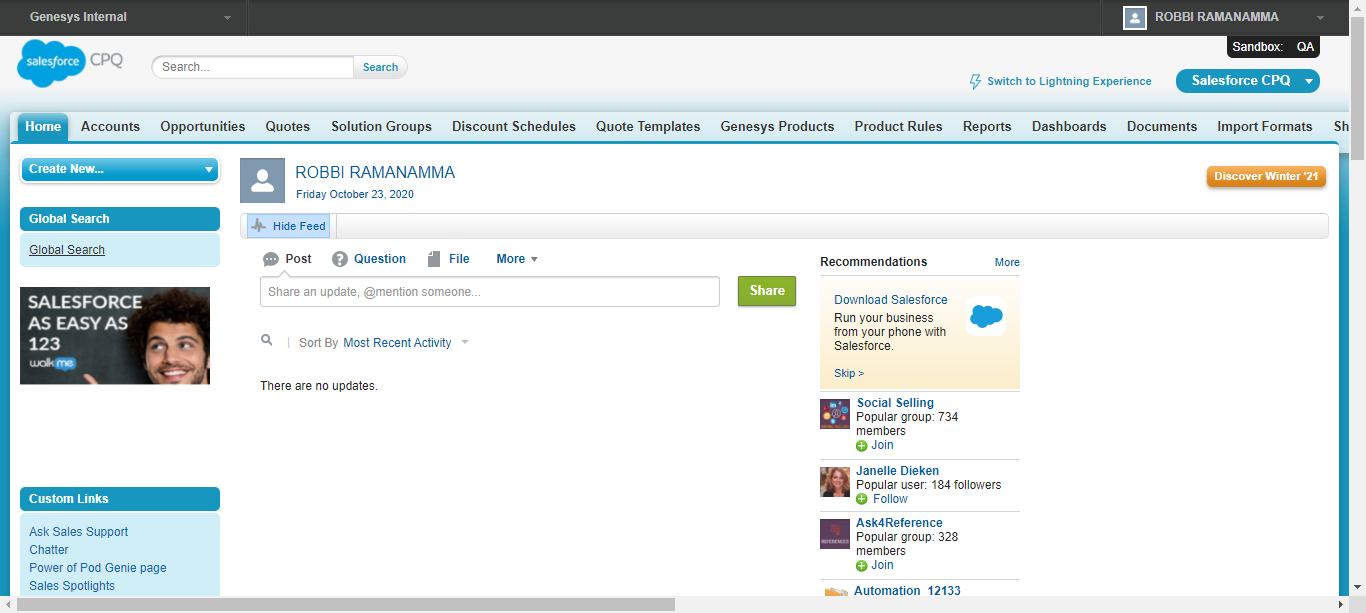 Genesys Internal
ROBBI RAMANAMMA
Sandbox: QA
salesforce CPQ
Search...
Search
Switch to Lightning Experience
Salesforce CPQ
Home Accounts Opportunities Quotes Solution Groups Discount Schedules Quote Templates Genesys Products Product Rules Reports Dashboards Documents Import Formats Sh
Create New...
Global Search
Global Search
SALESFORCE
AS EASY AS
123
walkme
Custom Links
Ask Sales Support
Chatter
Power of Pod Genie page
Sales Spotlights
ROBBI RAMANAMMA
Friday October 23, 2020
Discover Winter '21
Hide Feed
Post Question File More
Share an update, @mention someone...
Share
Sort By Most Recent Activity
There are no updates.
Recommendations More
Download Salesforce
Run your business
from your phone with
Salesforce.
Skip >
Social Selling
Popular group: 734
members
Join
Janelle Dieken
Popular user: 184 followers
Follow
Ask4Reference
REFERENCES
Popular group: 328
members
Join
Automation_12133